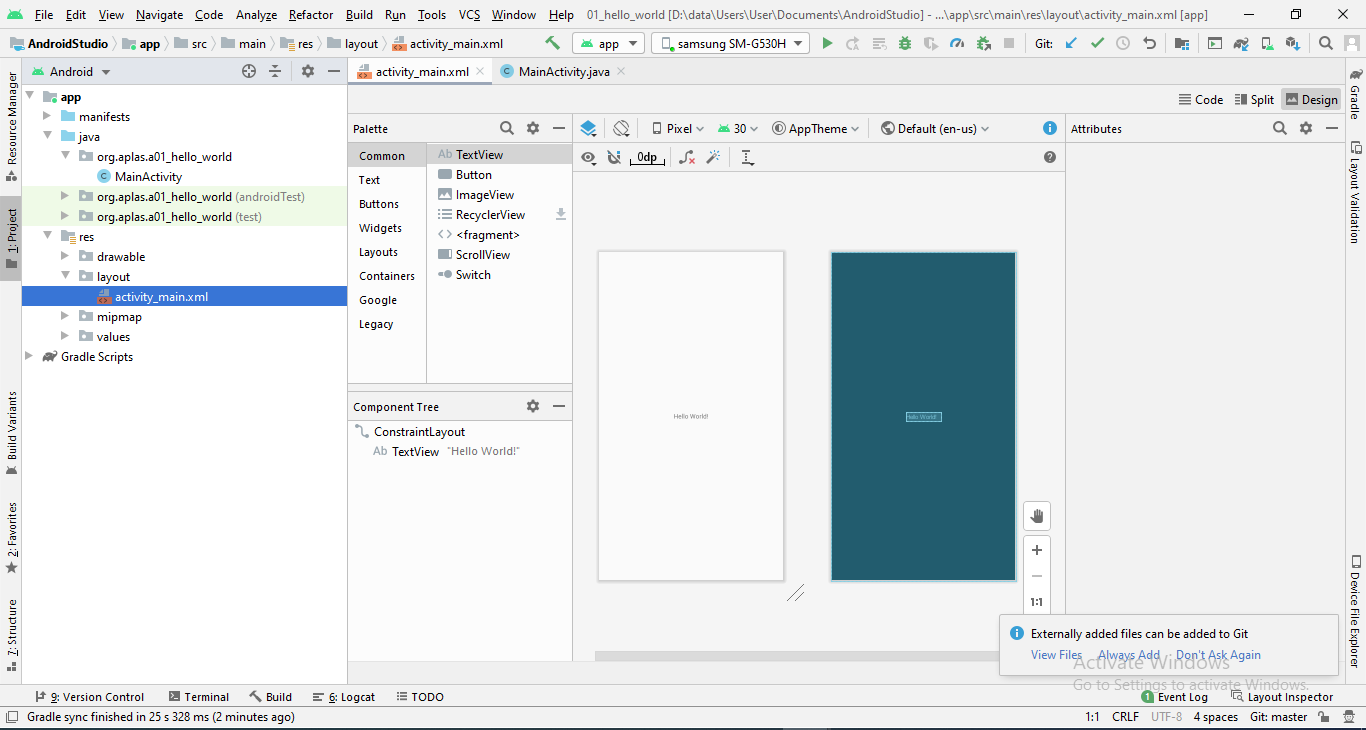 File Edit View Navigate Code Analyze Refactor Build Run Tools VCS Window Help 01_hello_world [D:\data\Users\User\Documents\AndroidStudio] - ...\app\src\main\res\layout\activity_main.xml [app]
AndroidStudio app src main res layout activity_main.xml app samsung SM-G530H Git:
Android activity_main.xml MainActivity.java
Code Split Design
Resource Manager
1: Project
Build Variants
2: Favorites
7: Structure
app
manifests
java
org.aplas.a01_hello_world
MainActivity
org.aplas.a01_hello_world (androidTest)
org.aplas.a01_hello_world (test)
res
drawable
layout
activity_main.xml
mipmap
values
Gradle Scripts
Palette
Common
Text
Buttons
Widgets
Layouts
Containers
Google
Legacy
Ab TextView
Button
ImageView
RecyclerView
<fragment>
ScrollView
Switch
Component Tree
ConstraintLayout
Ab TextView "Hello World!"
Pixel 30 AppTheme Default (en-us)
0dp
Hello World!
Hello World!
1:1
Attributes
Gradle
Layout Validation
Device File Explorer
Externally added files can be added to Git
View Files Always Add Don't Ask Again
Activate Windows
Go to Settings to activate Windows.
9: Version Control Terminal Build 6: Logcat TODO 1 Event Log Layout Inspector
Gradle sync finished in 25 s 328 ms (2 minutes ago) 1:1 CRLF UTF-8 4 spaces Git: master